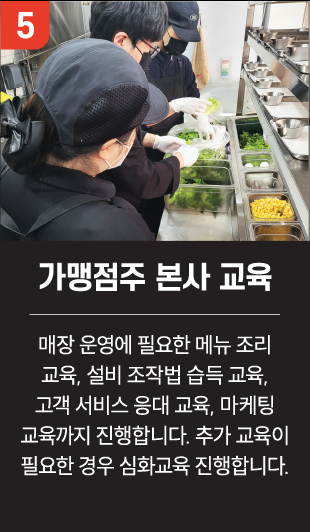 5
가맹점주 본사 교육
매장 운영에 필요한 메뉴 조리
교육, 설비 조작법 습득 교육,
고객 서비스 응대 교육, 마케팅
교육까지 진행합니다. 추가 교육이
필요한 경우 심화교육 진행합니다.